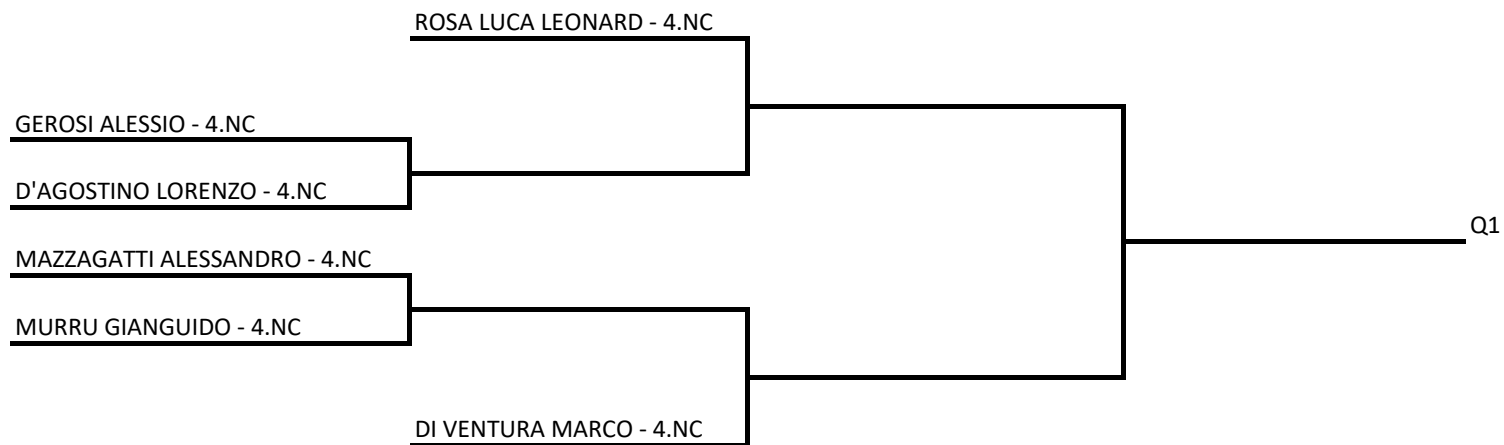 ROSA LUCA LEONARD - 4.NC
GEROSI ALESSIO - 4.NC
D'AGOSTINO LORENZO - 4.NC
Q1
MAZZAGATTI ALESSANDRO - 4.NC
MURRU GIANGUIDO - 4.NC
DI VENTURA MARCO - 4.NC